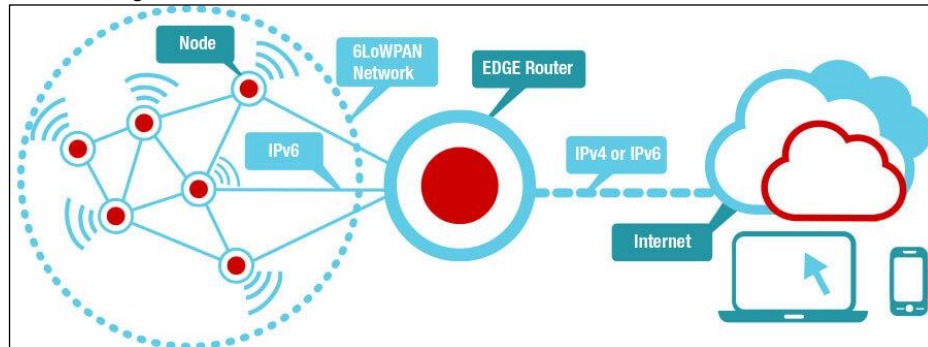 Node
6LoWPAN
Network
EDGE Router
IPv6
IPv4 or IPv6
Internet